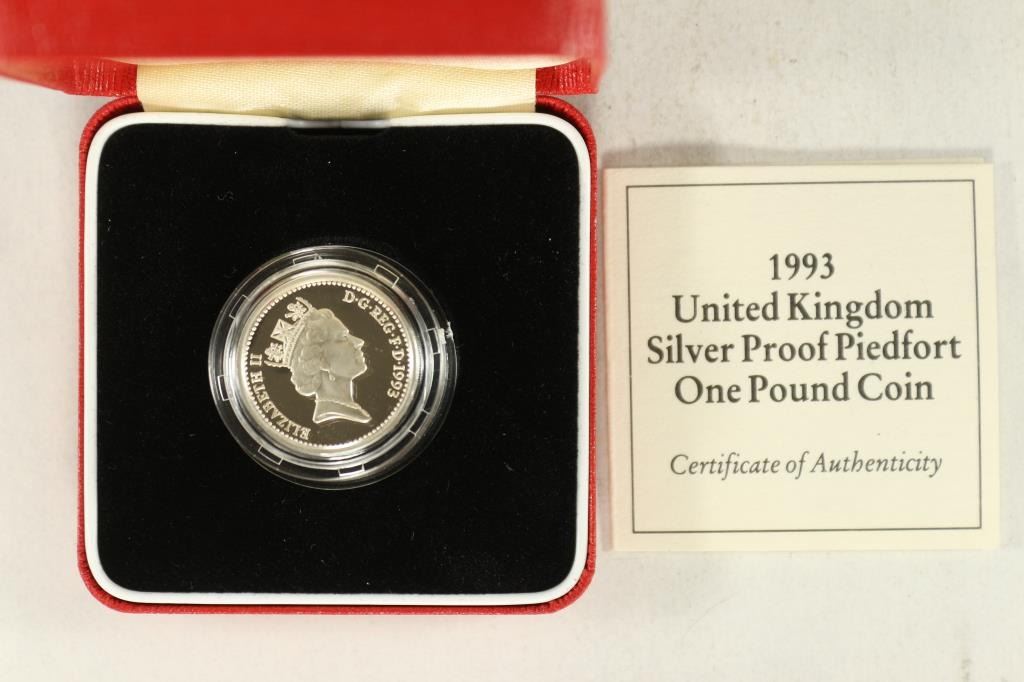 ELIZABETH II
D·G·REG·F·D·1993
1993
United Kingdom
Silver Proof Piedfort
One Pound Coin
Certificate of Authenticity